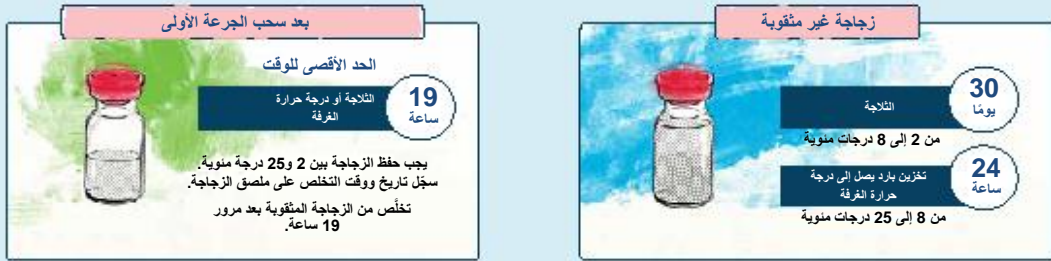 زجاجة غير مثقوبة
30
يومًا
الثلاجة
من 2 إلى 8 درجات مئوية
24
ساعة
تخزين بارد يصل إلى درجة
حرارة الغرفة
من 8 إلى 25 درجات مئوية
بعد سحب الجرعة الأولى
الحد الأقصى للوقت
19
ساعة
الثلاجة أو درجة حرارة
الغرفة
يجب حفظ الزجاجة بين 2 و25 درجة مئوية.
سجّل تاريخ ووقت التخلص على ملصق الزجاجة.
تخلَّص من الزجاجة المثقوبة بعد مرور
19 ساعة.